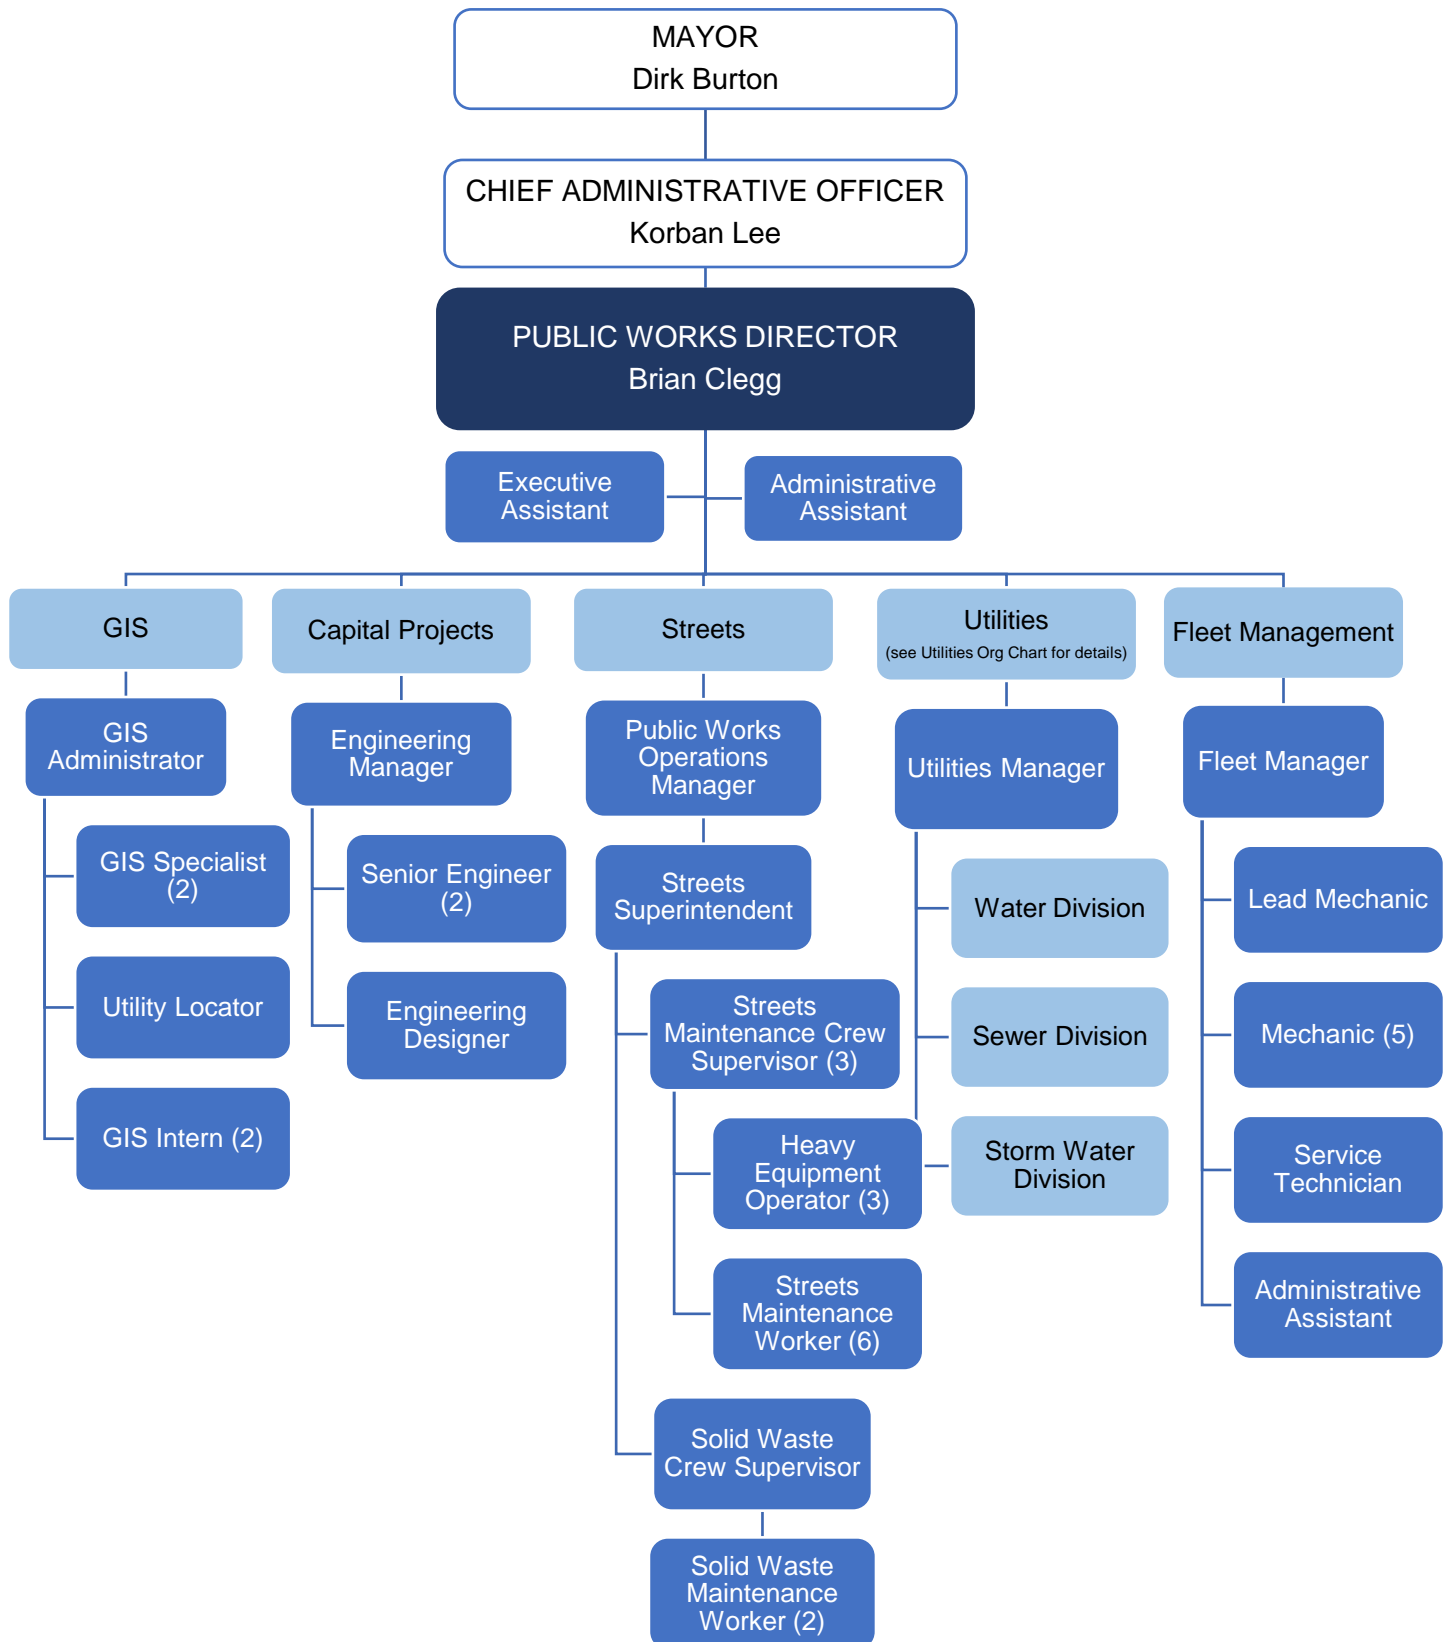 MAYOR
Dirk Burton
CHIEF ADMINISTRATIVE OFFICER
Korban Lee
PUBLIC WORKS DIRECTOR
Brian Clegg
Executive
Assistant
Administrative
Assistant
GIS
GIS
Administrator
GIS Specialist
(2)
Utility Locator
GIS Intern (2)
Capital Projects
Engineering
Manager
Senior Engineer
(2)
Engineering
Designer
Streets
Public Works
Operations
Manager
Streets
Superintendent
Streets
Maintenance Crew
Supervisor (3)
Heavy
Equipment
Operator (3)
Streets
Maintenance
Worker (6)
Solid Waste
Crew Supervisor
Solid Waste
Maintenance
Worker (2)
Utilities
(see Utilities Org Chart for details)
Utilities Manager
Water Division
Sewer Division
Storm Water
Division
Fleet Management
Fleet Manager
Lead Mechanic
Mechanic (5)
Service
Technician
Administrative
Assistant